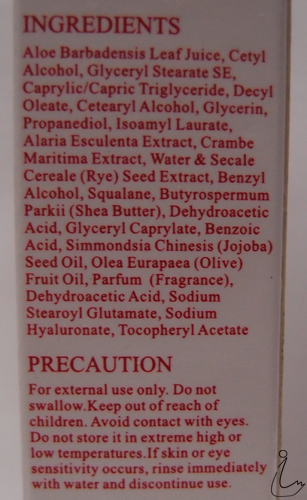 INGREDIENTS
Aloe Barbadensis Leaf Juice, Cetyl
Alcohol, Glyceryl Stearate SE,
Caprylic/Capric Triglyceride, Decyl
Oleate, Cetearyl Alcohol, Glycerin,
Propanediol, Isoamyl Laurate,
Alaria Esculenta Extract, Crambe
Maritima Extract, Water & Secale
Cereale (Rye) Seed Extract, Benzyl
Alcohol, Squalane, Butyrospermum
Parkii (Shea Butter), Dehydroacetic
Acid, Glyceryl Caprylate, Benzoic
Acid, Simmondsia Chinesis (Jojoba)
Seed Oil, Olea Eurapaea (Olive)
Fruit Oil, Parfum (Fragrance),
Dehydroacetic Acid, Sodium
Stearoyl Glutamate, Sodium
Hyaluronate, Tocopheryl Acetate
PRECAUTION
For external use only. Do not
swallow.Keep out of reach of
children. Avoid contact with eyes.
Do not store it in extreme high or
low temperatures.If skin or eye
sensitivity occurs, rinse immediately
with water and discontinue use.